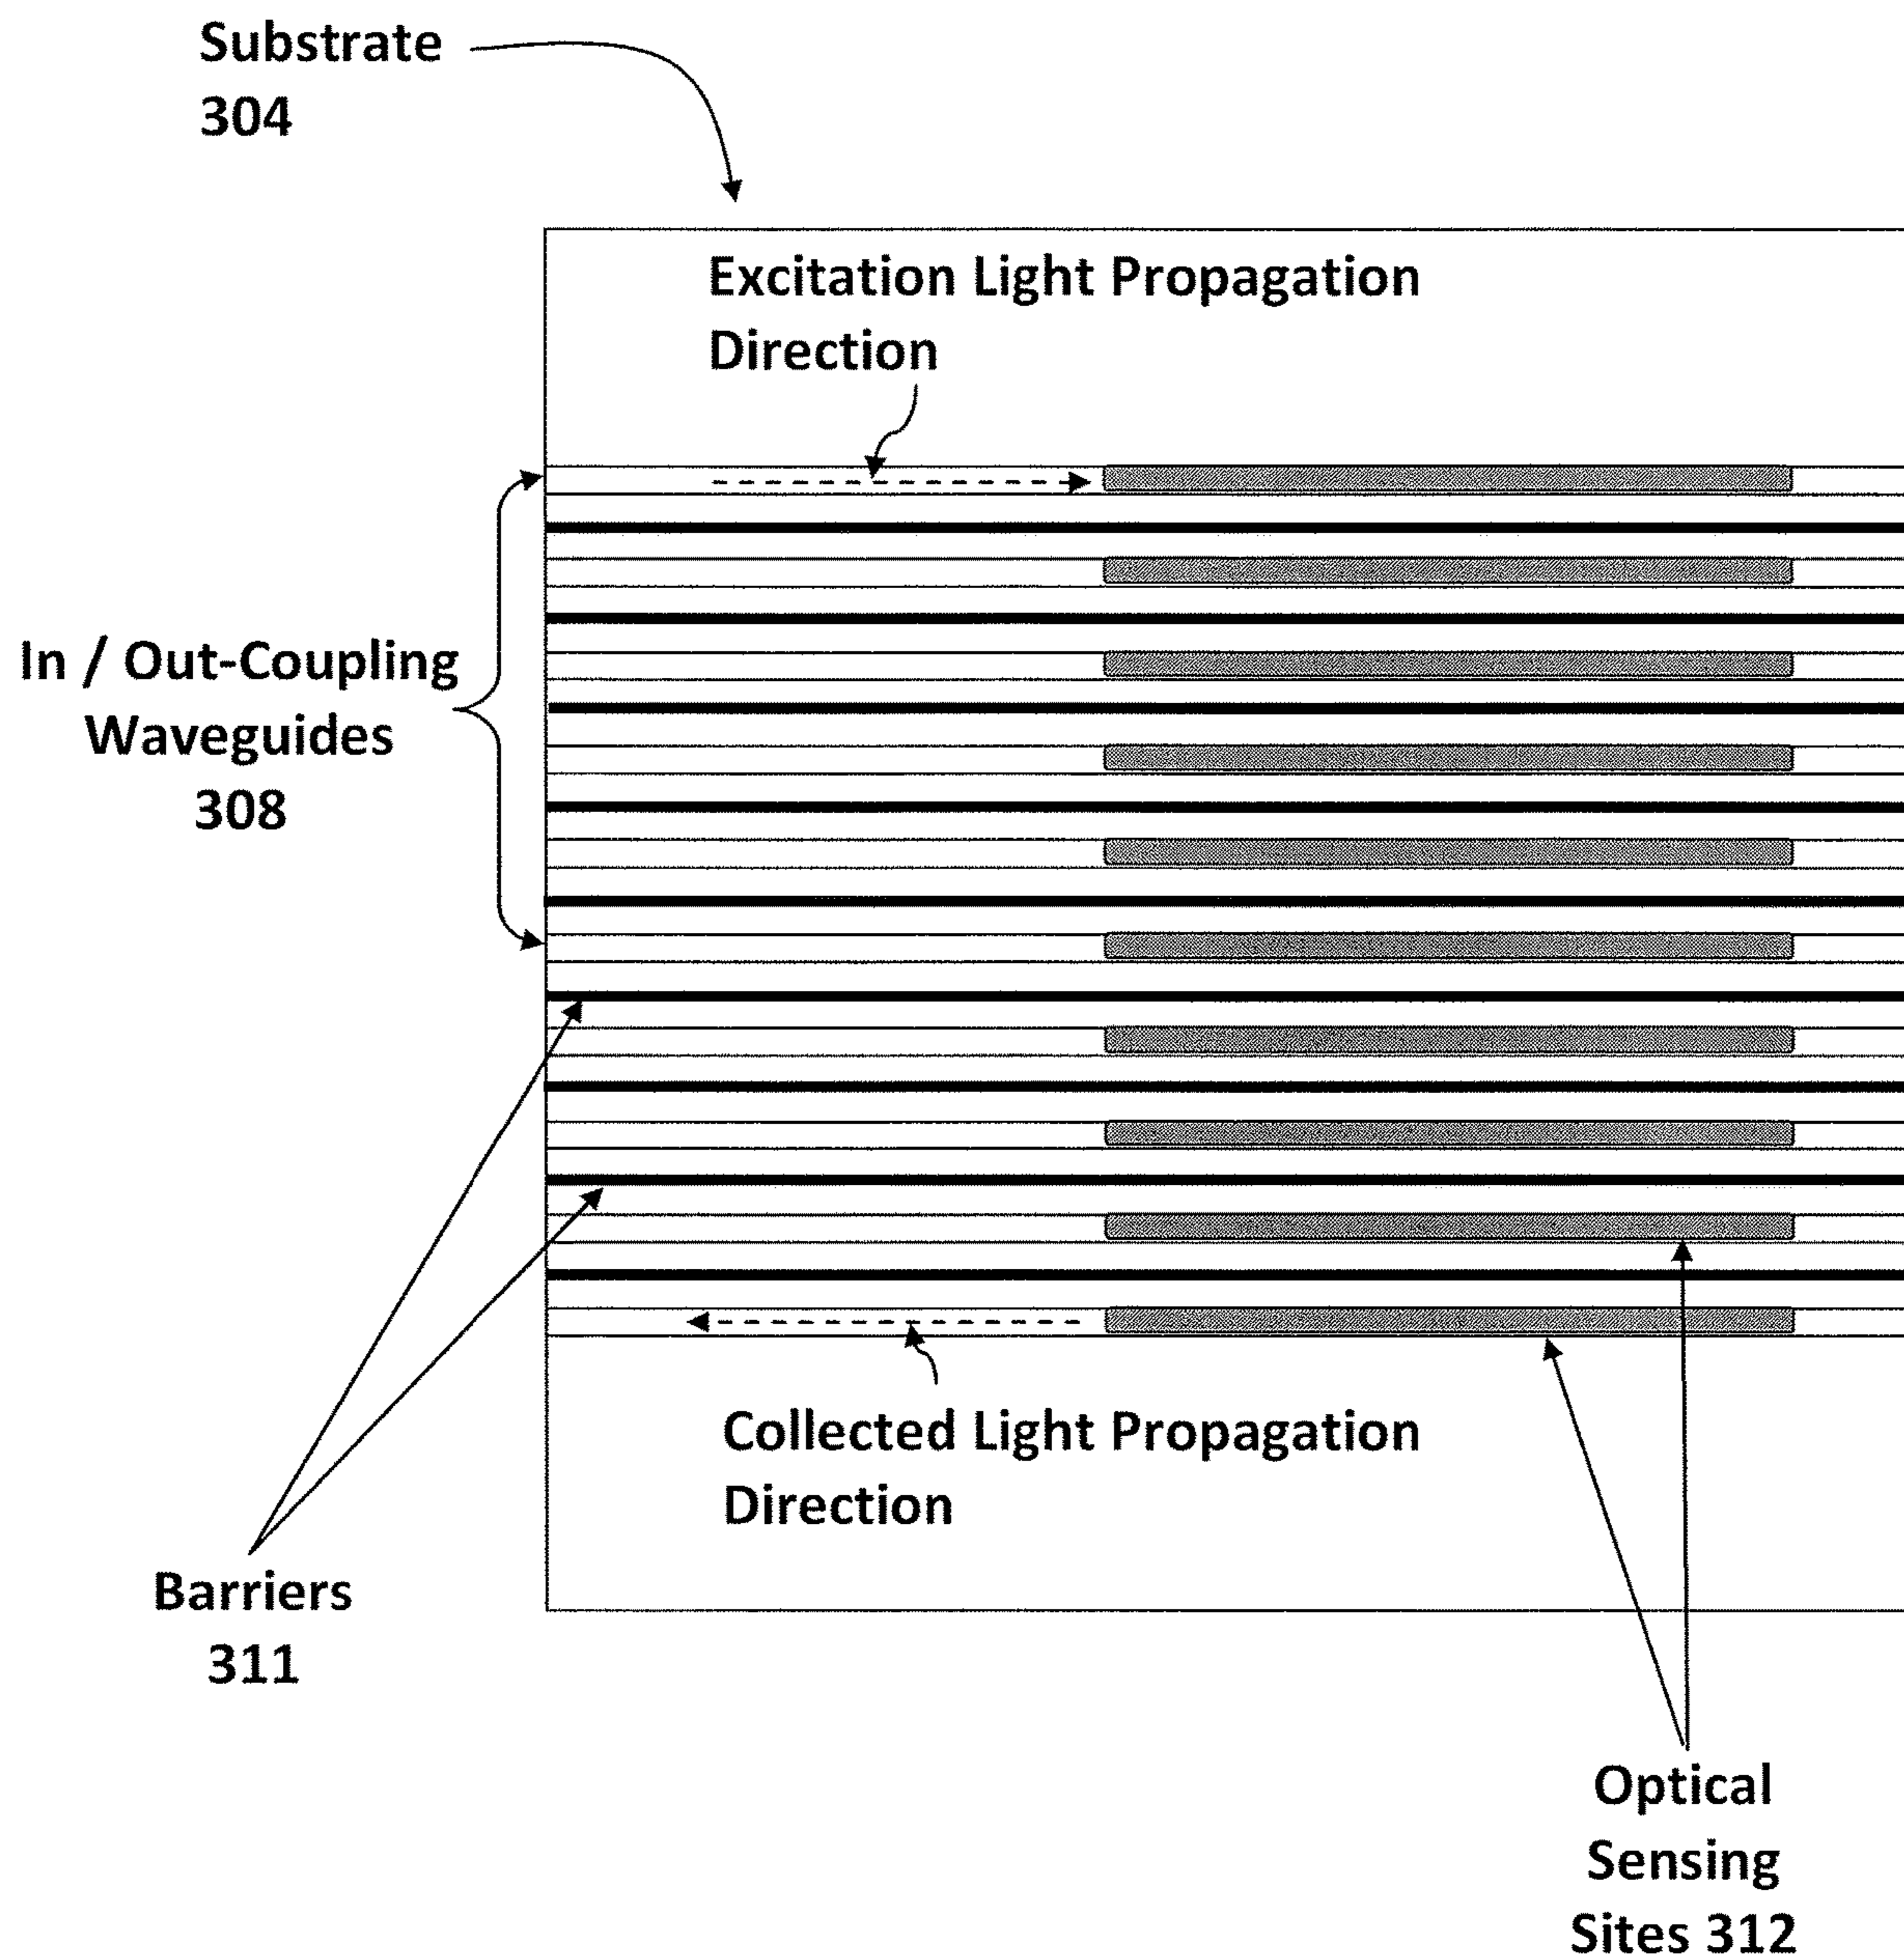 Substrate
304
Excitation Light Propagation
Direction
In / Out-Coupling
Waveguides
308
Collected Light Propagation
Direction
Barriers
311
Optical
Sensing
Sites 312